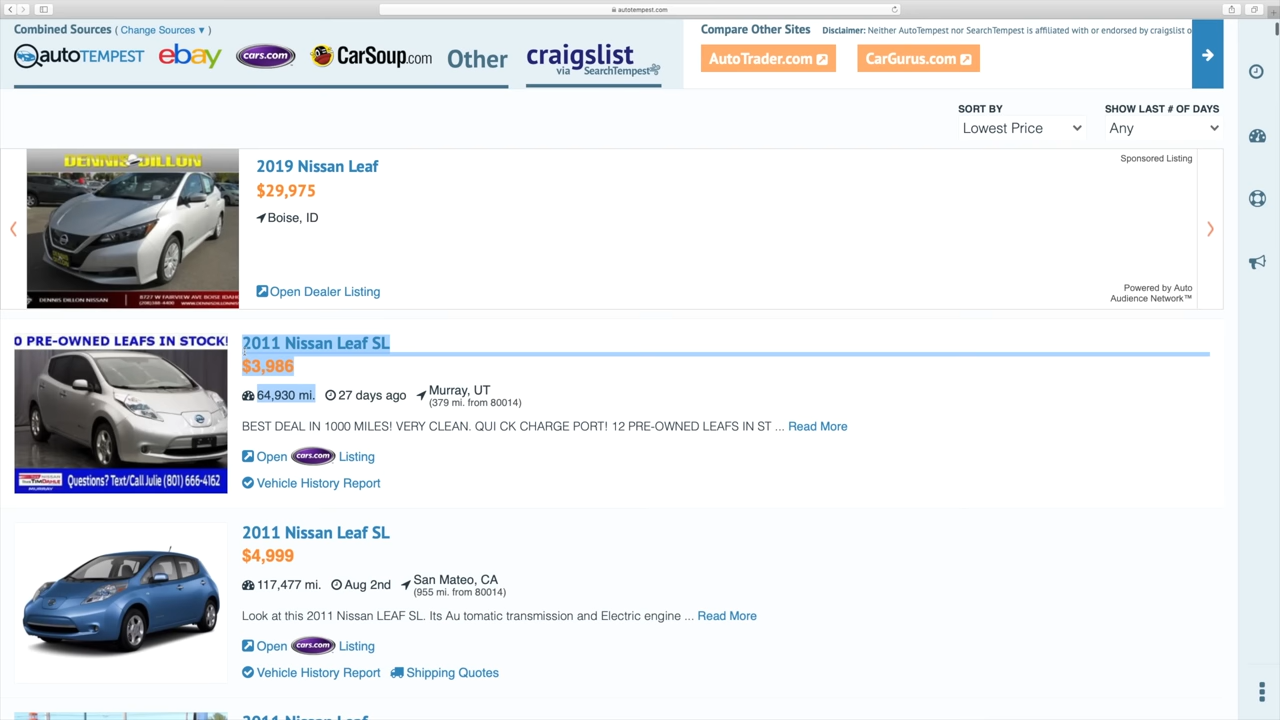 autotempest.com
Combined Sources ( Change Sources ▼ )
autoTEMPEST ebay cars.com CarSoup.com Other craigslist
via SearchTempest
Compare Other Sites Disclaimer: Neither AutoTempest nor SearchTempest is affiliated with or endorsed by craigslist o
AutoTrader.com CarGurus.com
SORT BY
Lowest Price
SHOW LAST # OF DAYS
Any
DENNIS DILLON
DENNIS DILLON NISSAN
2019 Nissan Leaf
$29,975
Boise, ID
Open Dealer Listing
Sponsored Listing
Powered by Auto
Audience Network™
0 PRE-OWNED LEAFS IN STOCK!
Questions? Text/Call Julie (801) 666-4162
2011 Nissan Leaf SL
$3,986
64,930 mi. 27 days ago Murray, UT
(379 mi. from 80014)
BEST DEAL IN 1000 MILES! VERY CLEAN. QUI CK CHARGE PORT! 12 PRE-OWNED LEAFS IN ST ... Read More
Open cars.com Listing
Vehicle History Report
2011 Nissan Leaf SL
$4,999
117,477 mi. Aug 2nd San Mateo, CA
(955 mi. from 80014)
Look at this 2011 Nissan LEAF SL. Its Au tomatic transmission and Electric engine ... Read More
Open cars.com Listing
Vehicle History Report Shipping Quotes
2011 Nissan Leaf